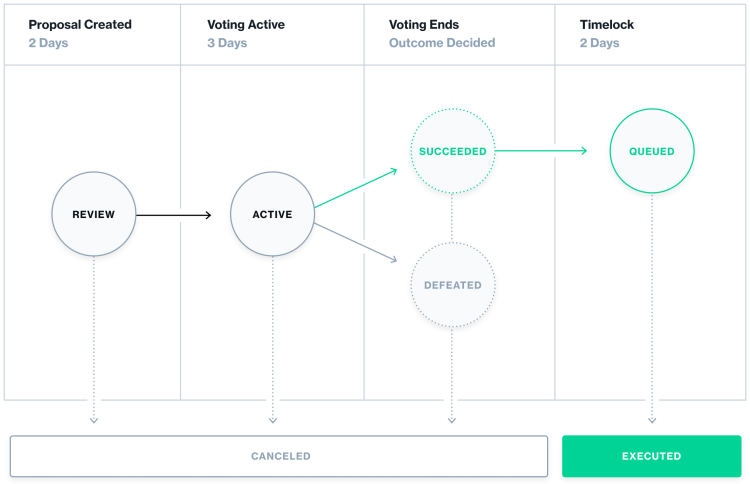 Proposal Created
2 Days
Voting Active
3 Days
Voting Ends
Outcome Decided
Timelock
2 Days
REVIEW
ACTIVE
SUCCEEDED
DEFEATED
QUEUED
CANCELED
EXECUTED